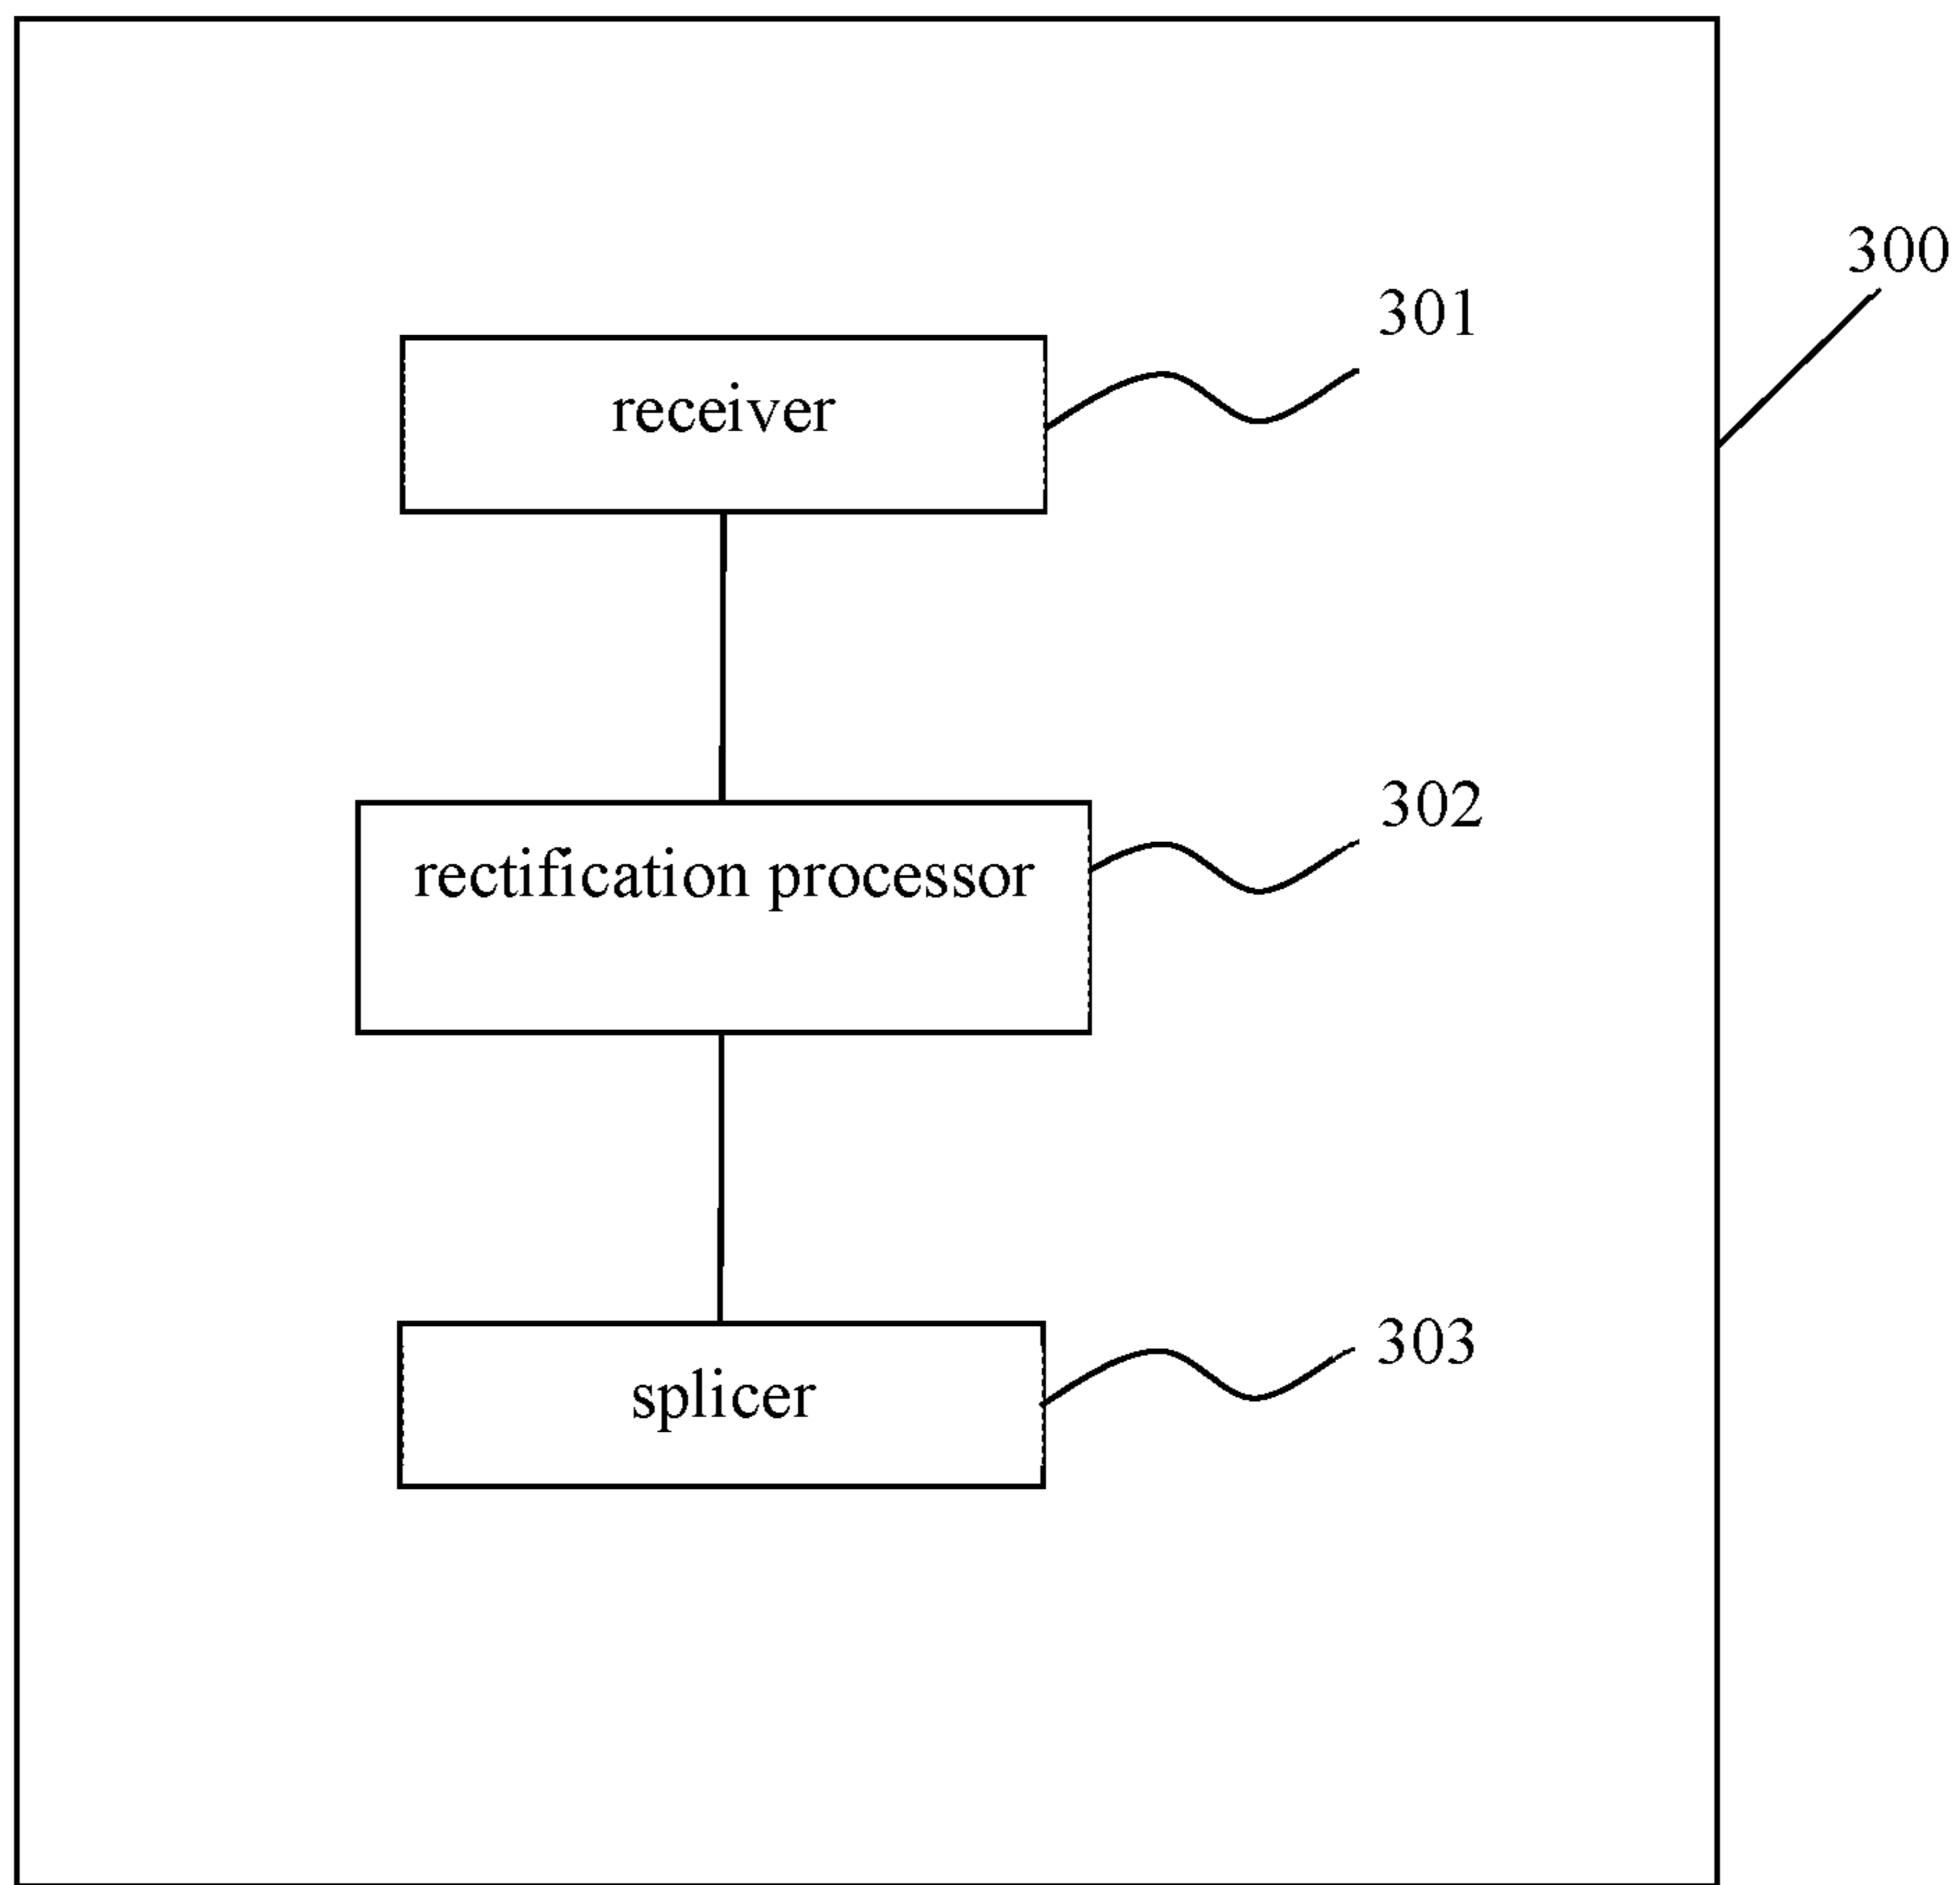 300
301
receiver
302
rectification processor
303
splicer